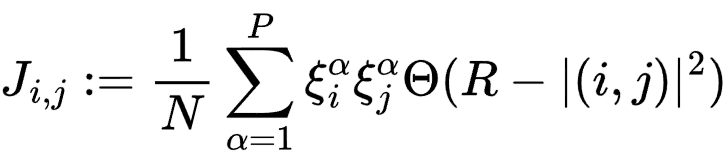 J_{i,j} := \frac{1}{N} \sum_{\alpha=1}^{P} \xi_i^\alpha \xi_j^\alpha \Theta(R - |(i,j)|^2)